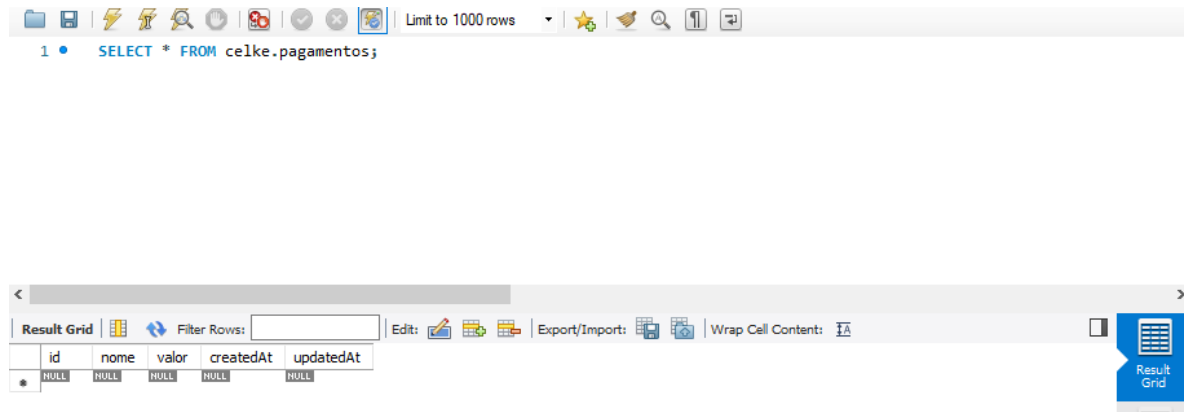 Limit to 1000 rows
1 SELECT * FROM celke.pagamentos;
Result Grid Filter Rows: Edit: Export/Import: Wrap Cell Content: IA
id nome valor createdAt updatedAt
NULL NULL NULL NULL NULL
Result
Grid